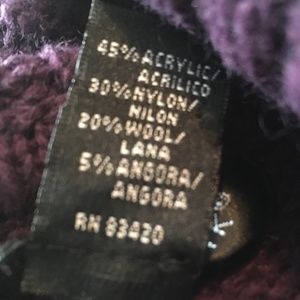 45% ACRYLIC/
ACRILICO
30% NYLON/
NILON
20% WOOL/
LANA
5% ANGORA/
ANGORA
RN 83420